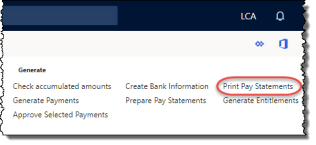 LCA
Generate
Check accumulated amounts Create Bank Information Print Pay Statements
Generate Payments Prepare Pay Statements Generate Entitlements
Approve Selected Payments